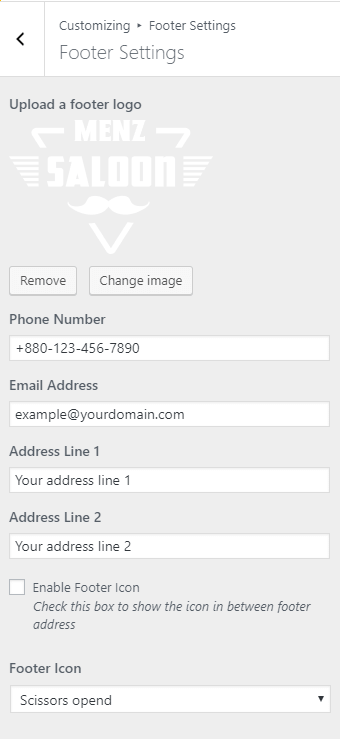 Customizing ▸ Footer Settings
Footer Settings
Upload a footer logo
MENZ
SALOON
Remove Change image
Phone Number
+880-123-456-7890
Email Address
example@yourdomain.com
Address Line 1
Your address line 1
Address Line 2
Your address line 2
Enable Footer Icon
Check this box to show the icon in between footer
address
Footer Icon
Scissors opend